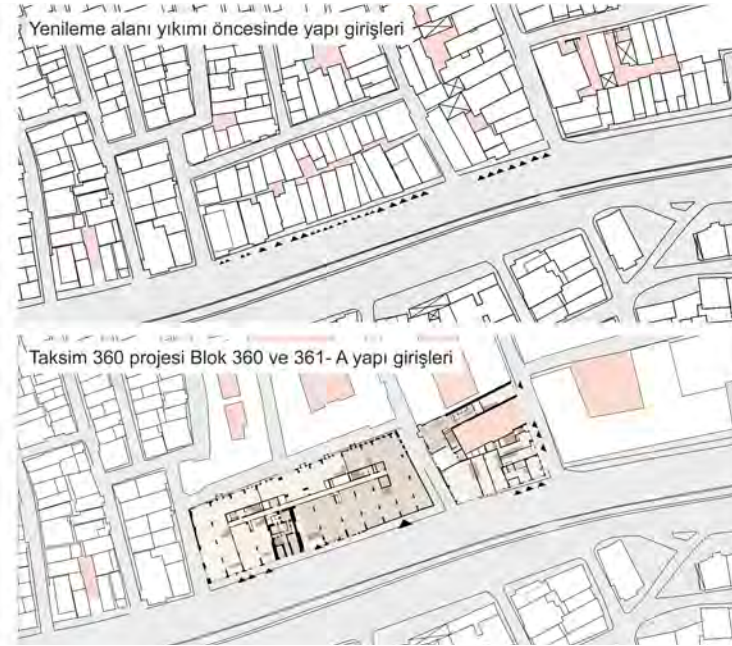 Yenileme alanı yıkımı öncesinde yapı girişleri
Taksim 360 projesi Blok 360 ve 361- A yapı girişleri